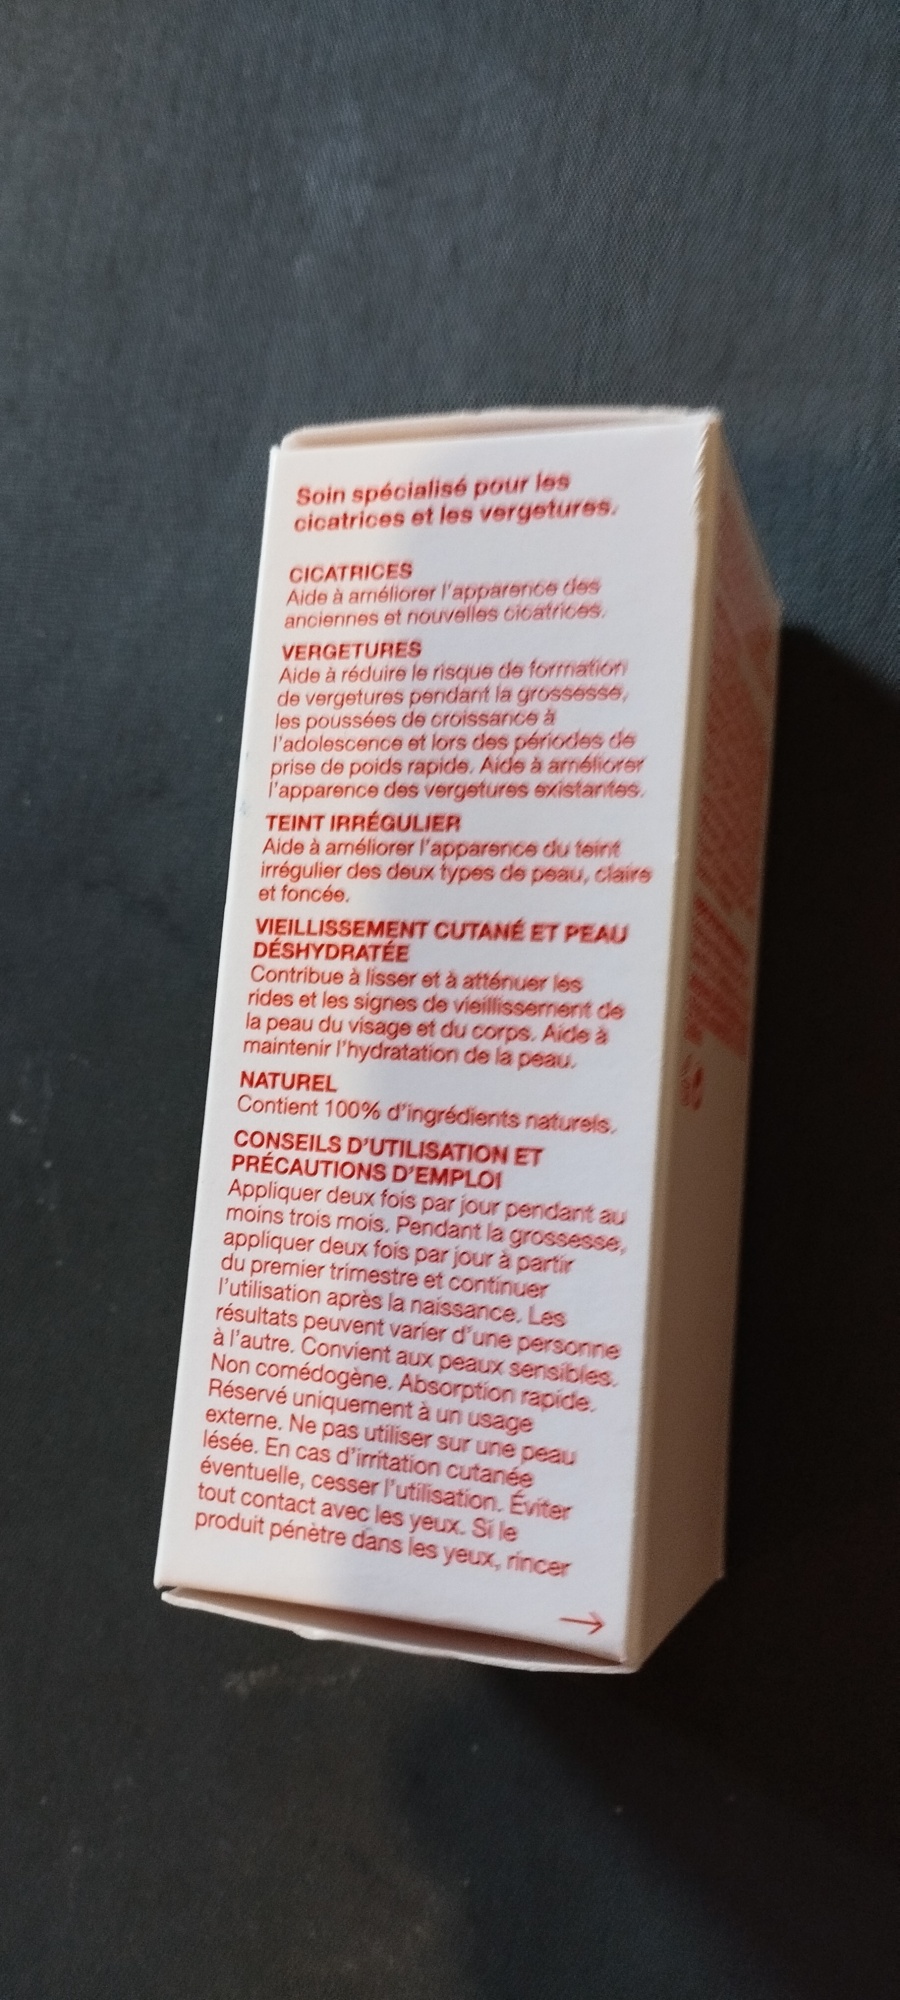 Soin spécialisé pour les
cicatrices et les vergetures.
CICATRICES
Aide à améliorer l'apparence des
anciennes et nouvelles cicatrices.
VERGETURES
Aide à réduire le risque de formation
de vergetures pendant la grossesse,
les poussées de croissance à
l'adolescence et lors des périodes de
prise de poids rapide. Aide à améliorer
l'apparence des vergetures existantes.
TEINT IRRÉGULIER
Aide à améliorer l'apparence du teint
irrégulier des deux types de peau, claire
et foncée.
VIEILLISSEMENT CUTANÉ ET PEAU
DÉSHYDRATÉE
Contribue à lisser et à atténuer les
rides et les signes de vieillissement de
la peau du visage et du corps. Aide à
maintenir l'hydratation de la peau.
NATUREL
Contient 100% d'ingrédients naturels.
CONSEILS D'UTILISATION ET
PRÉCAUTIONS D'EMPLOI
Appliquer deux fois par jour pendant au
moins trois mois. Pendant la grossesse,
appliquer deux fois par jour à partir
du premier trimestre et continuer
l'utilisation après la naissance. Les
résultats peuvent varier d'une personne
à l'autre. Convient aux peaux sensibles.
Non comédogène. Absorption rapide.
Réservé uniquement à un usage
externe. Ne pas utiliser sur une peau
lésée. En cas d'irritation cutanée
éventuelle, cesser l'utilisation. Éviter
tout contact avec les yeux. Si le
produit pénètre dans les yeux, rincer